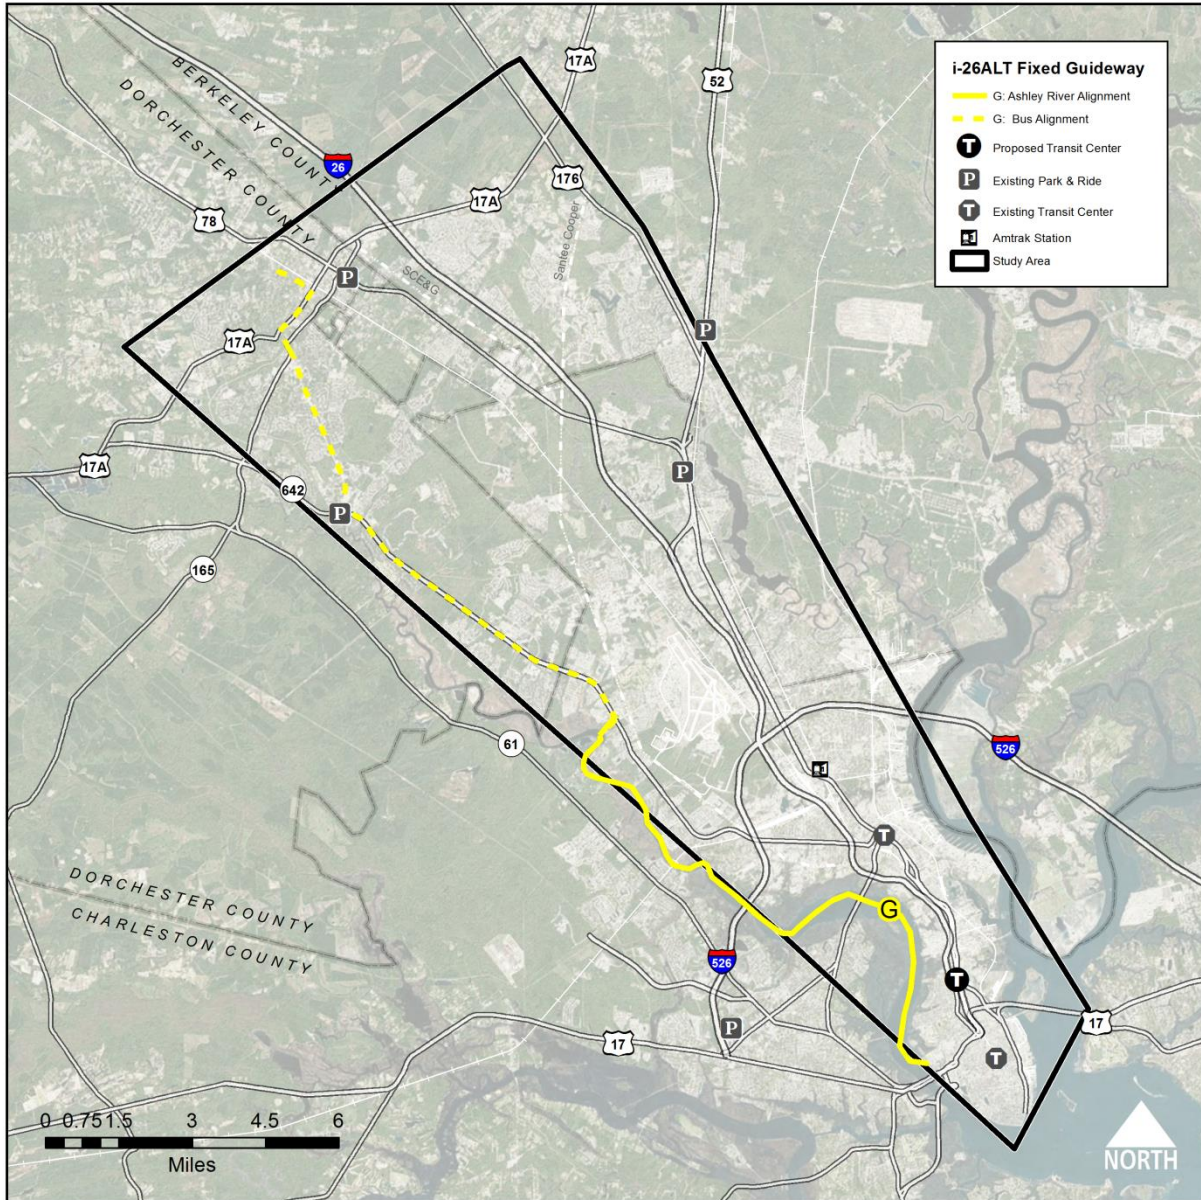 i-26ALT Fixed Guideway
G: Ashley River Alignment
G: Bus Alignment
T Proposed Transit Center
P Existing Park & Ride
T Existing Transit Center
Amtrak Station
Study Area
17A
52
BERKELEY COUNTY
DORCHESTER COUNTY
26
176
17A
78
SCE&G
Santee Cooper
P
P
17A
17A
P
642
P
165
61
526
T
DORCHESTER COUNTY
CHARLESTON COUNTY
G
526
T
P
17
17
T
0 0.75 1.5 3 4.5 6
Miles
NORTH